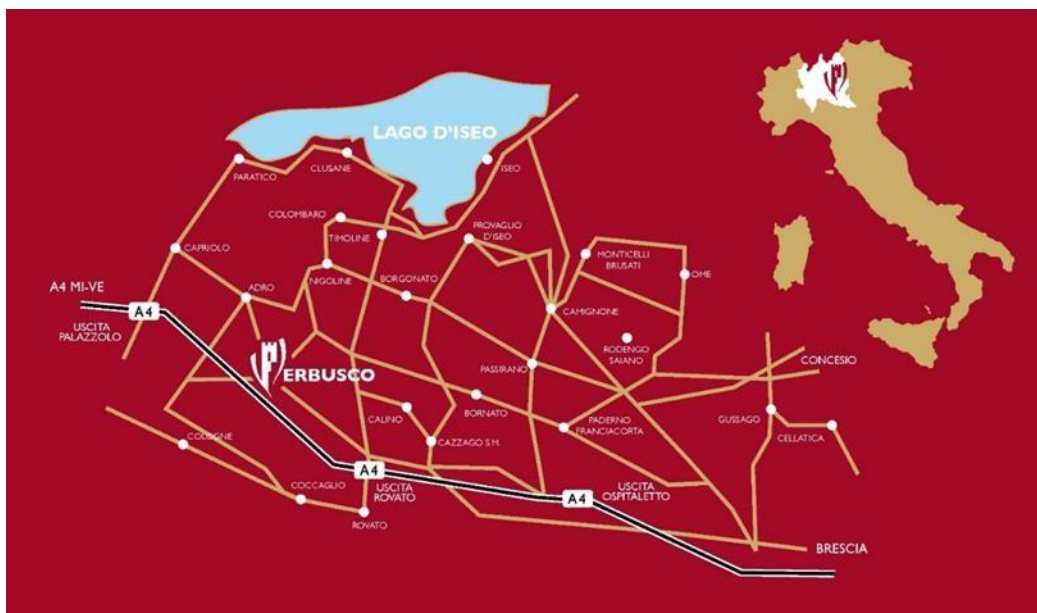 LAGO D'ISEO
CLUSANE
ISEO
PARATICO
COLOMBARO
PROVAGLIO
D'ISEO
TIMOLINE
CAPRIOLO
MONTICELLI
BRUSATI
OME
NIGOLINE
BORGONATO
A4 MI-VE
ADRO
A4
CAMIGNONE
USCITA
PALAZZOLO
RODENGO
SAIANO
CONCESIO
ERBUSCO
PASSIRANO
BORNATO
CALINO
PADERNO
FRANCIACORTA
GUSSAGO
CELLATICA
COLOGNE
CAZZAGO S.M.
A4
USCITA
ROVATO
USCITA
OSPITALETTO
COCCAGLIO
A4
ROVATO
BRESCIA